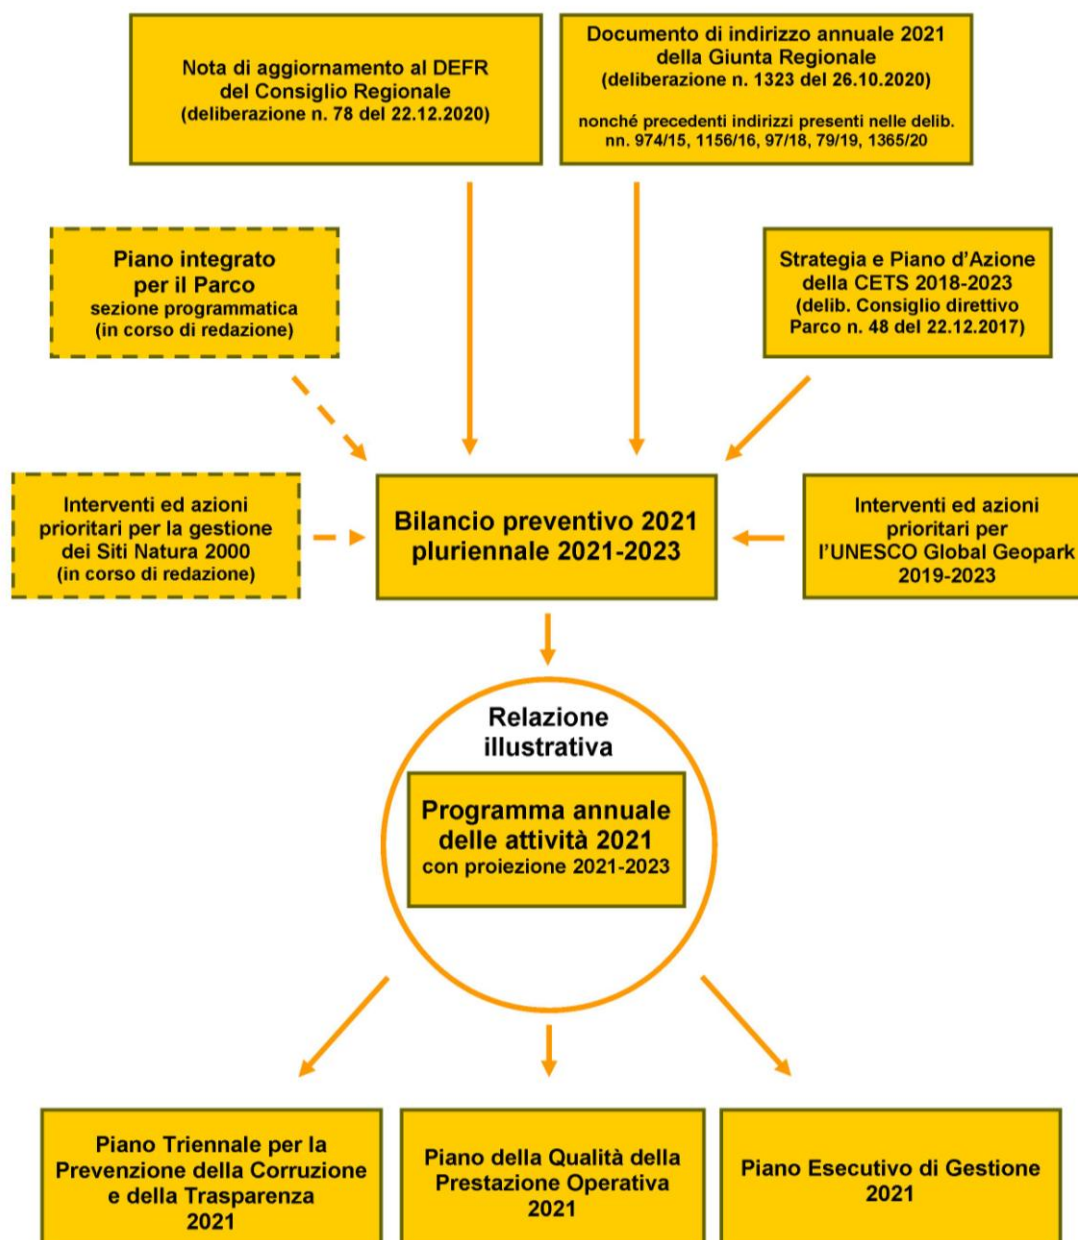 Nota di aggiornamento al DEFR
del Consiglio Regionale
(deliberazione n. 78 del 22.12.2020)
Documento di indirizzo annuale 2021
della Giunta Regionale
(deliberazione n. 1323 del 26.10.2020)
nonché precedenti indirizzi presenti nelle delib.
nn. 974/15, 1156/16, 97/18, 79/19, 1365/20
Piano integrato
per il Parco
sezione programmatica
(in corso di redazione)
Strategia e Piano d'Azione
della CETS 2018-2023
(delib. Consiglio direttivo
Parco n. 48 del 22.12.2017)
Interventi ed azioni
prioritari per la gestione
dei Siti Natura 2000
(in corso di redazione)
Bilancio preventivo 2021
pluriennale 2021-2023
Interventi ed azioni
prioritari per
l'UNESCO Global Geopark
2019-2023
Relazione
illustrativa
Programma annuale
delle attività 2021
con proiezione 2021-2023
Piano Triennale per la
Prevenzione della Corruzione
e della Trasparenza
2021
Piano della Qualità della
Prestazione Operativa
2021
Piano Esecutivo di Gestione
2021